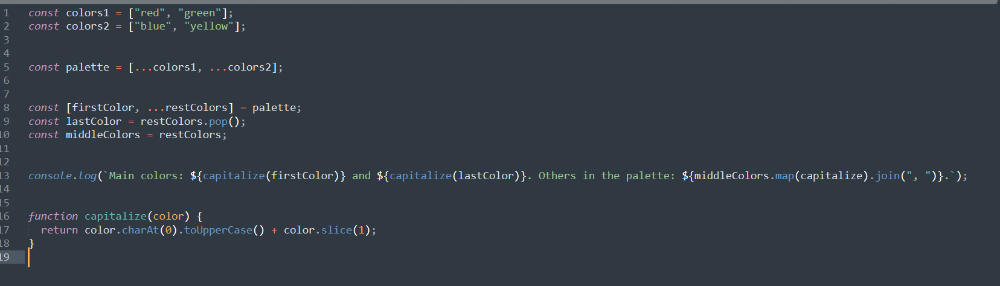 1 const colors1 = ["red", "green"];
2 const colors2 = ["blue", "yellow"];
3
4
5 const palette = [...colors1, ...colors2];
6
7
8 const [firstColor, ...restColors] = palette;
9 const lastColor = restColors.pop();
10 const middleColors = restColors;
11
12
13 console.log(`Main colors: ${capitalize(firstColor)} and ${capitalize(lastColor)}. Others in the palette: ${middleColors.map(capitalize).join(", ")}.`);
14
15
16 function capitalize(color) {
17   return color.charAt(0).toUpperCase() + color.slice(1);
18 }
19